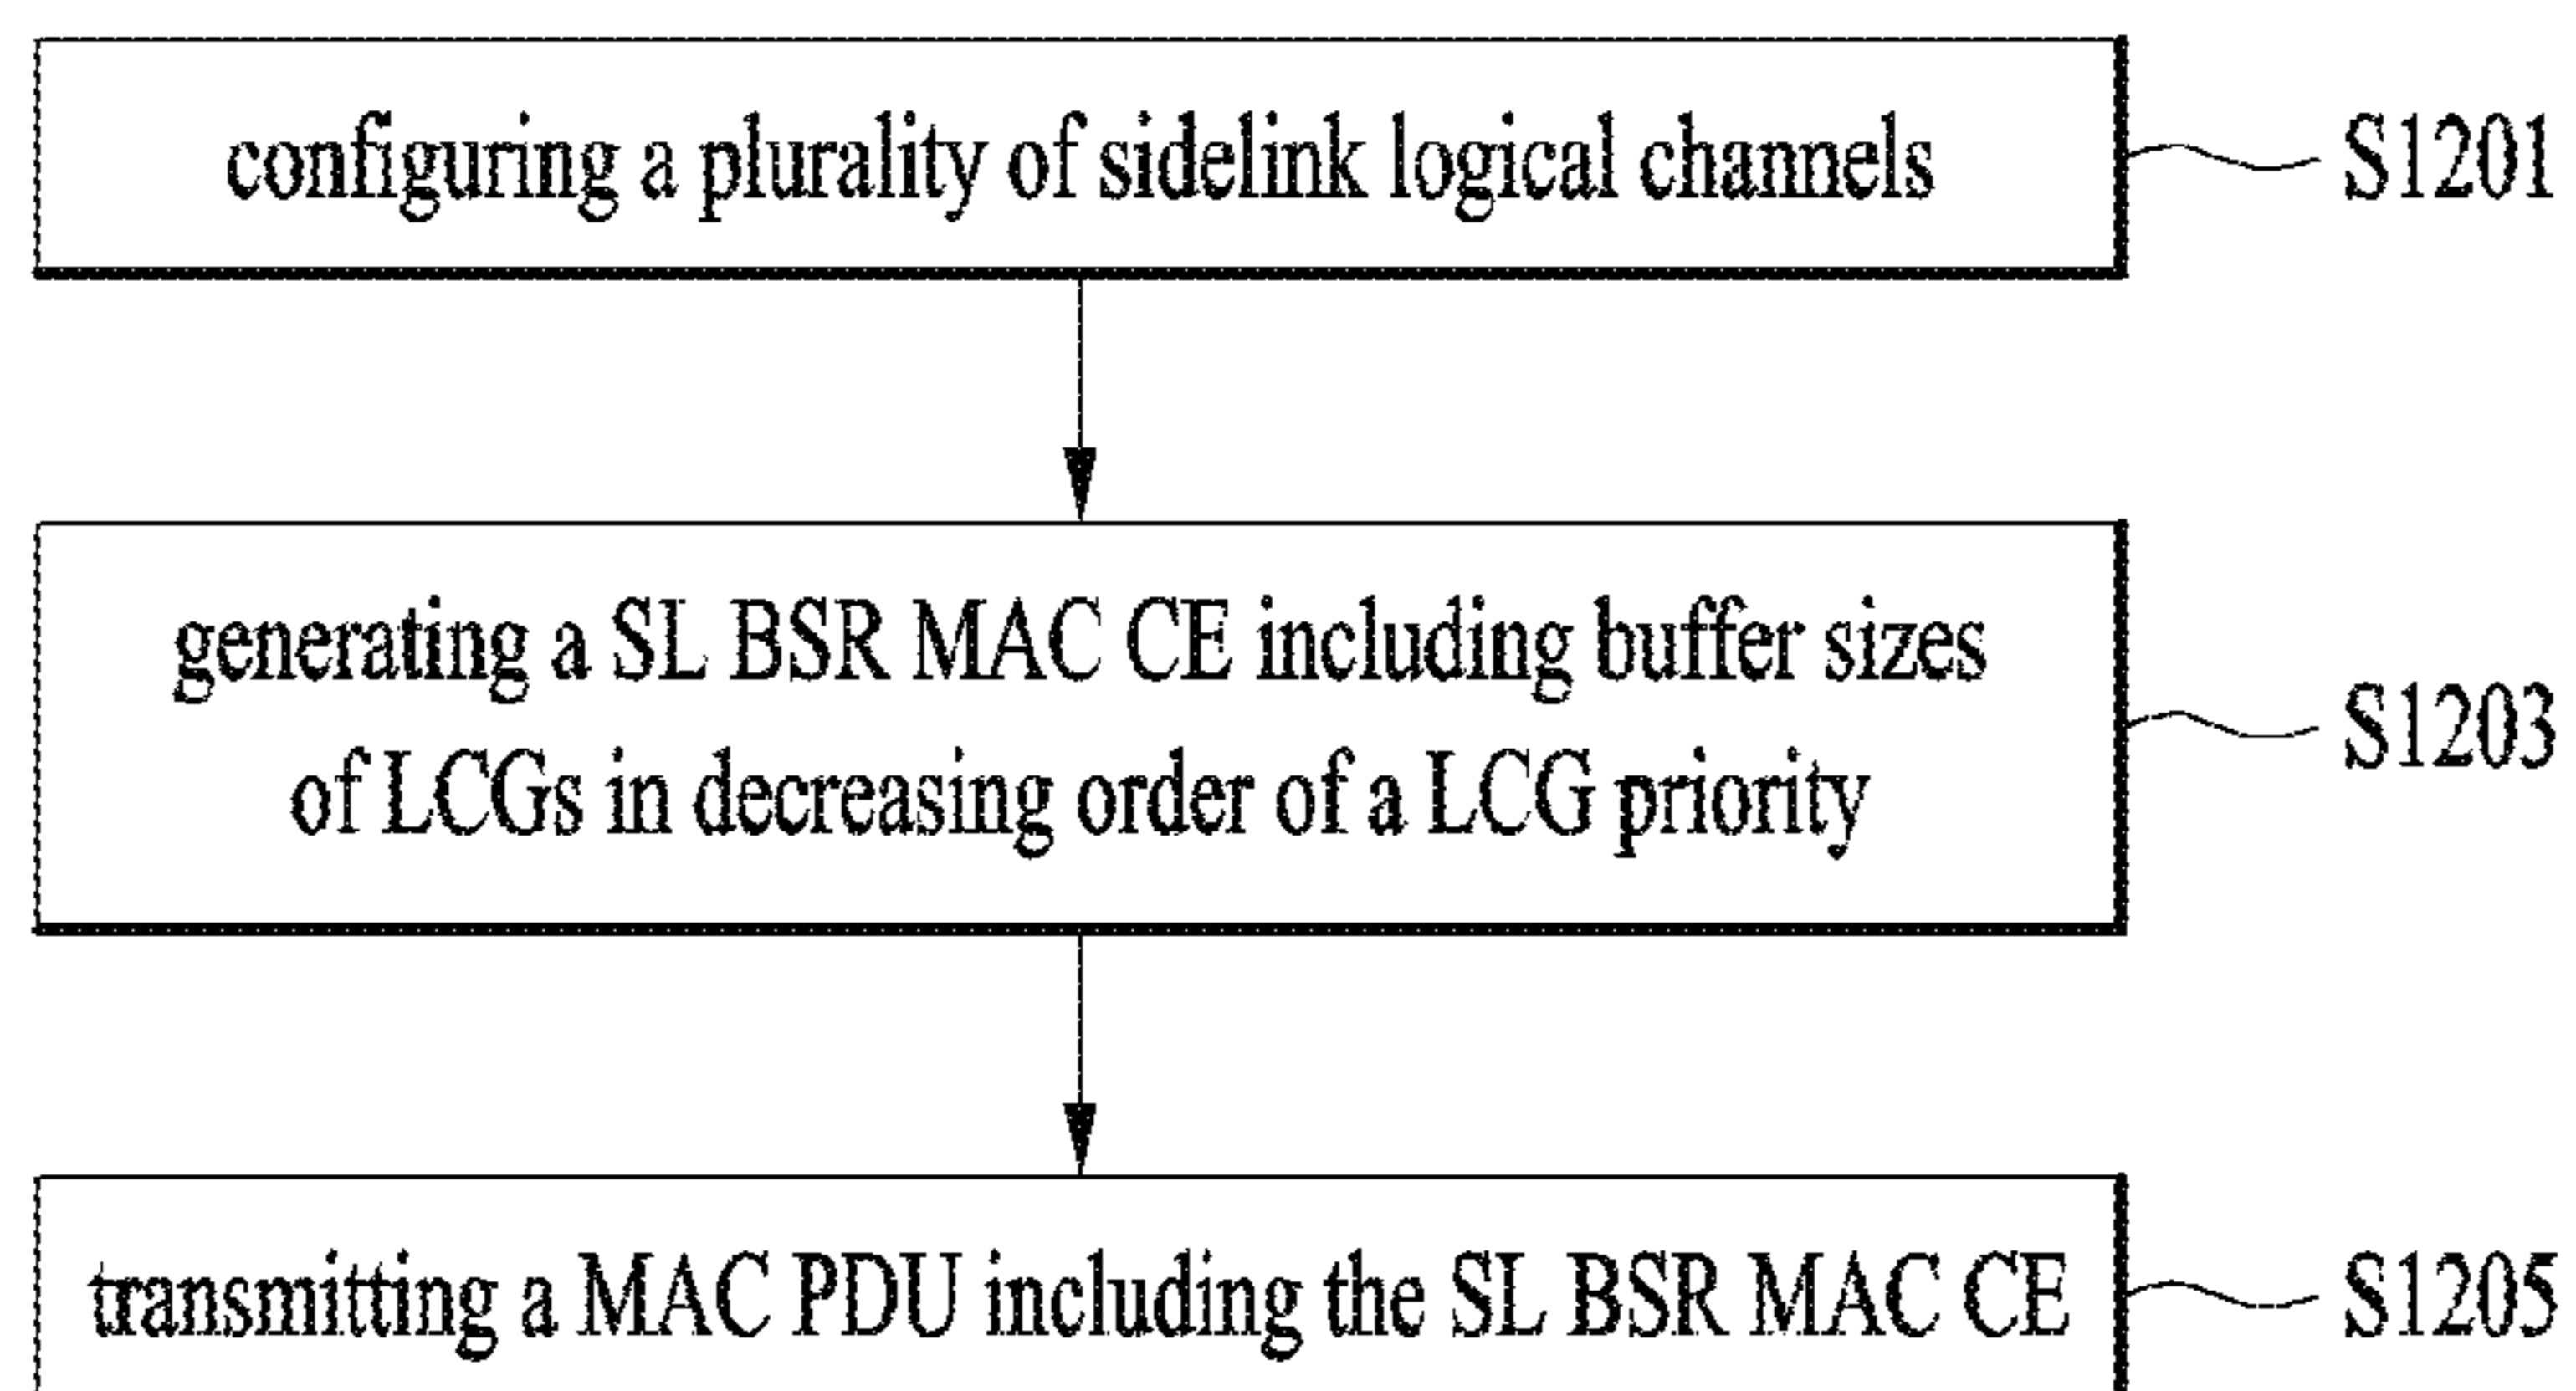 configuring a plurality of sidelink logical channels
S1201
generating a SL BSR MAC CE including buffer sizes
of LCGs in decreasing order of a LCG priority
S1203
transmitting a MAC PDU including the SL BSR MAC CE
S1205